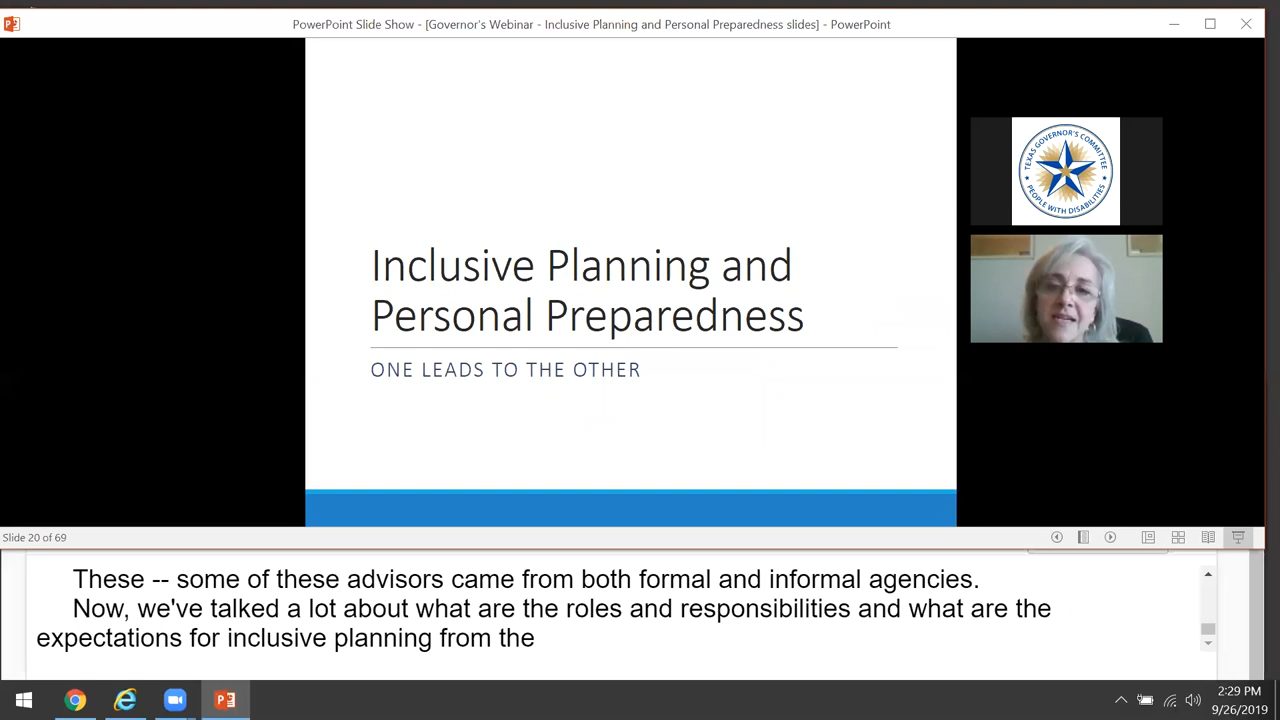 PowerPoint Slide Show - [Governor's Webinar - Inclusive Planning and Personal Preparedness slides] - PowerPoint
TEXAS GOVERNOR'S COMMITTEE
PEOPLE WITH DISABILITIES
Inclusive Planning and
Personal Preparedness
ONE LEADS TO THE OTHER
Slide 20 of 69
These -- some of these advisors came from both formal and informal agencies.
Now, we've talked a lot about what are the roles and responsibilities and what are the
expectations for inclusive planning from the
2:29 PM
9/26/2019